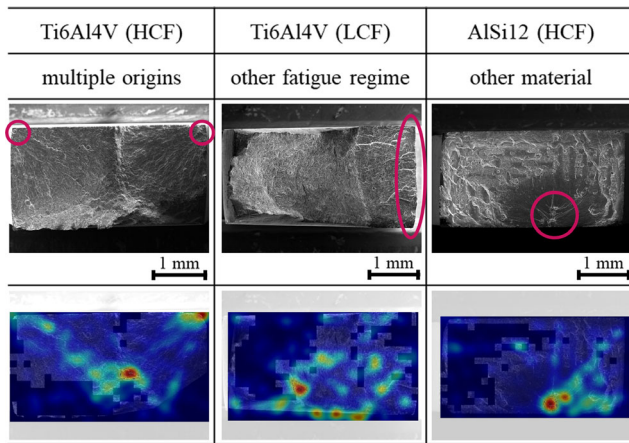 Ti6Al4V (HCF) Ti6Al4V (LCF) AlSi12 (HCF)
multiple origins other fatigue regime other material
1 mm 1 mm 1 mm